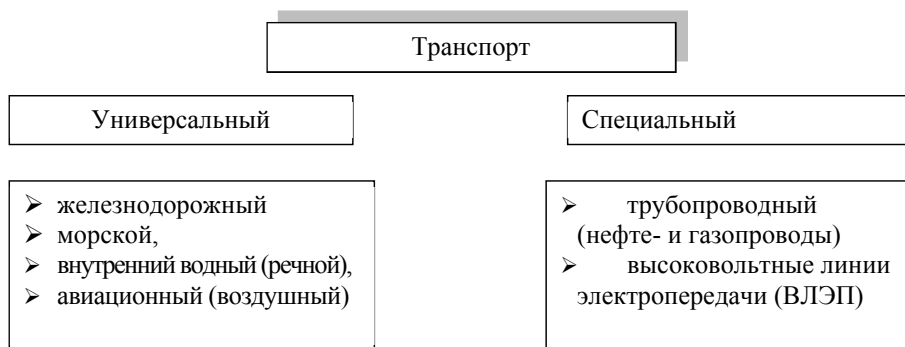 Транспорт
Универсальный
Специальный
➢ железнодорожный
➢ морской,
➢ внутренний водный (речной),
➢ авиационный (воздушный)
➢ трубопроводный
(нефте- и газопроводы)
➢ высоковольтные линии
электропередачи (ВЛЭП)